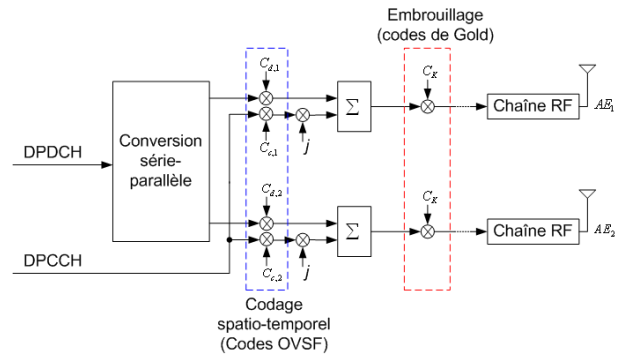 Embrouillage
(codes de Gold)
C_{d,1}
C_K
DPDCH
Conversion
série-
parallèle
Σ
Chaîne RF
AE_1
C_{c,1}
j
C_{d,2}
C_K
Σ
Chaîne RF
AE_2
DPCCH
C_{c,2}
j
Codage
spatio-temporel
(Codes OVSF)